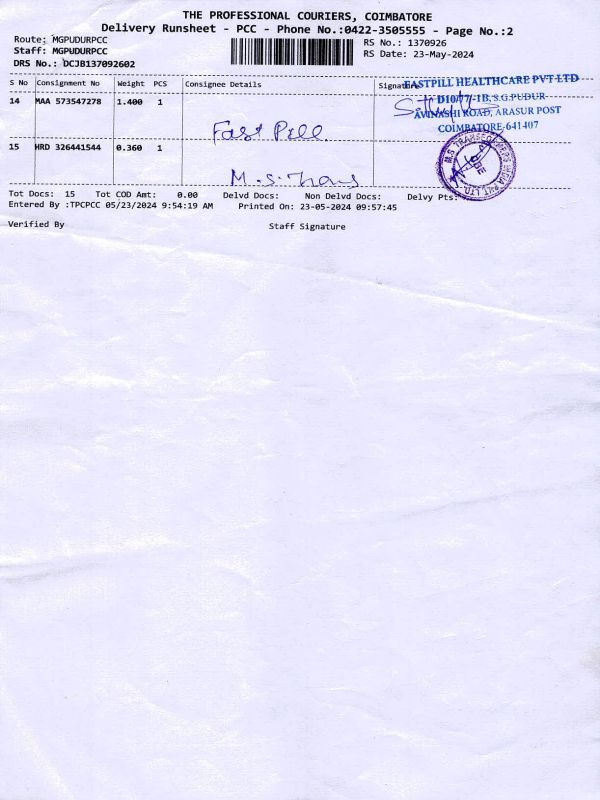 THE PROFESSIONAL COURIERS, COIMBATORE
Delivery Runsheet - PCC - Phone No.:0422-3505555 - Page No.:2
Route: MGPUDURPCC
RS No.: 1370926
Staff: MGPUDURPCC
RS Date: 23-May-2024
DRS No.: DCJB137092602
S No Consignment No Weight PCS Consignee Details Signature
FASTPILL HEALTHCARE PVT LTD
D10/77-1B, S.G.PUDUR
AVINASHI ROAD, ARASUR POST
COIMBATORE-641407
14 MAA 573547278 1.400 1
Fast Pill
15 HRD 326441544 0.360 1
M.S.
Tot Docs: 15 Tot COD Amt: 0.00 Delvd Docs: Non Delvd Docs: Delvy Pts:
Entered By :TPCPCC 05/23/2024 9:54:19 AM Printed On: 23-05-2024 09:57:45
Verified By Staff Signature